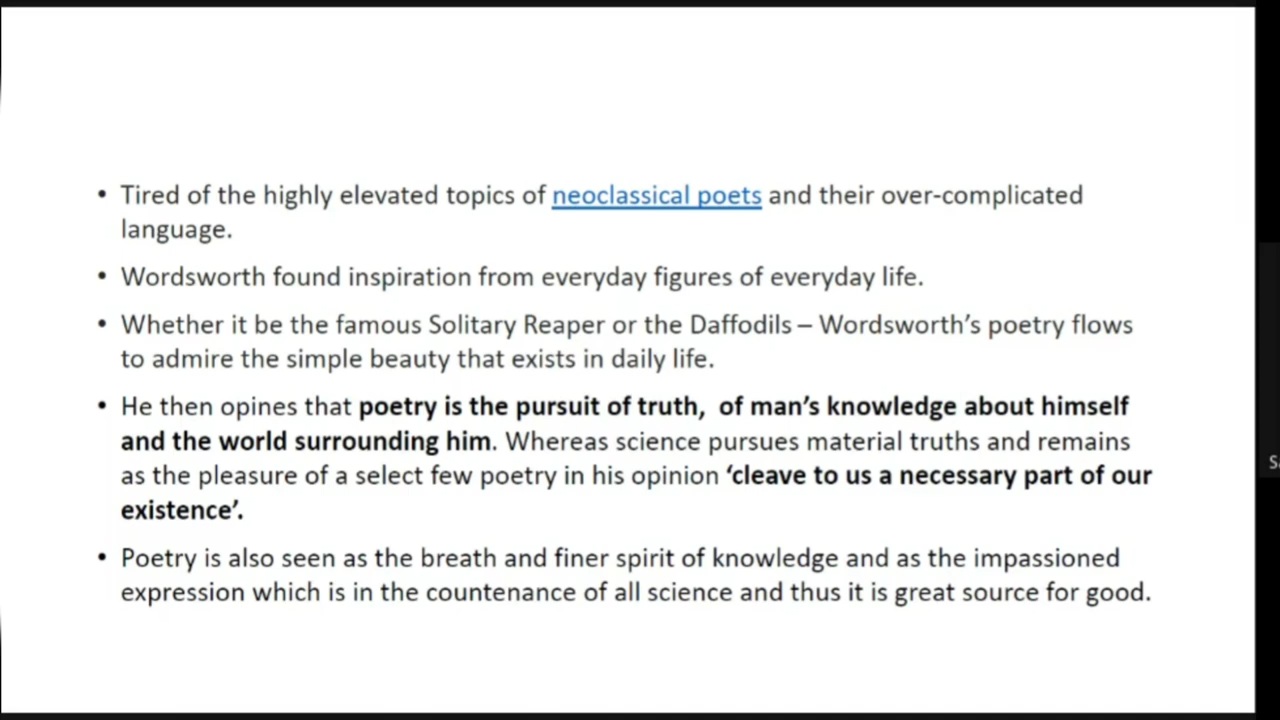 • Tired of the highly elevated topics of neoclassical poets and their over-complicated
language.
• Wordsworth found inspiration from everyday figures of everyday life.
• Whether it be the famous Solitary Reaper or the Daffodils – Wordsworth’s poetry flows
to admire the simple beauty that exists in daily life.
• He then opines that poetry is the pursuit of truth,  of man’s knowledge about himself
and the world surrounding him. Whereas science pursues material truths and remains
as the pleasure of a select few poetry in his opinion ‘cleave to us a necessary part of our
existence’.
• Poetry is also seen as the breath and finer spirit of knowledge and as the impassioned
expression which is in the countenance of all science and thus it is great source for good.